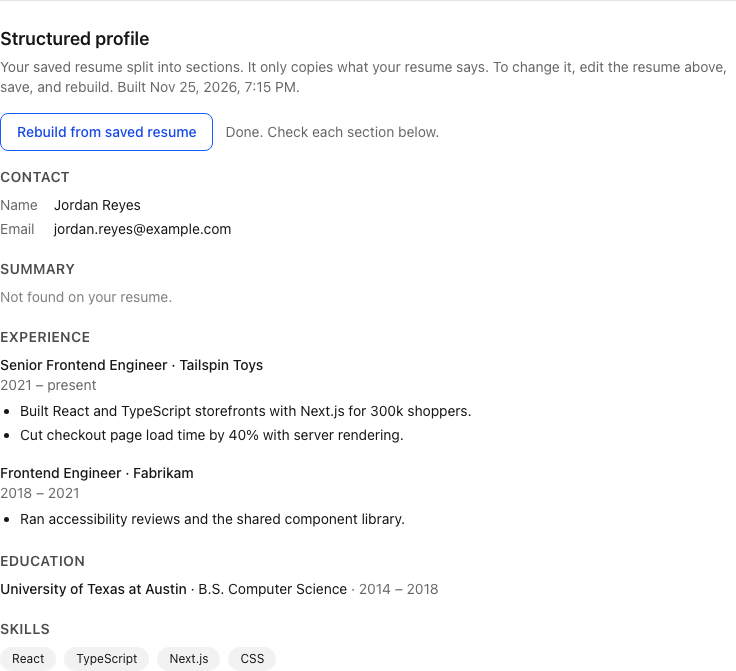 Structured profile
Your saved resume split into sections. It only copies what your resume says. To change it, edit the resume above,
save, and rebuild. Built Nov 25, 2026, 7:15 PM.
Rebuild from saved resume
Done. Check each section below.
CONTACT
Name Jordan Reyes
Email jordan.reyes@example.com
SUMMARY
Not found on your resume.
EXPERIENCE
Senior Frontend Engineer · Tailspin Toys
2021 – present
• Built React and TypeScript storefronts with Next.js for 300k shoppers.
• Cut checkout page load time by 40% with server rendering.
Frontend Engineer · Fabrikam
2018 – 2021
• Ran accessibility reviews and the shared component library.
EDUCATION
University of Texas at Austin · B.S. Computer Science · 2014 – 2018
SKILLS
React TypeScript Next.js CSS